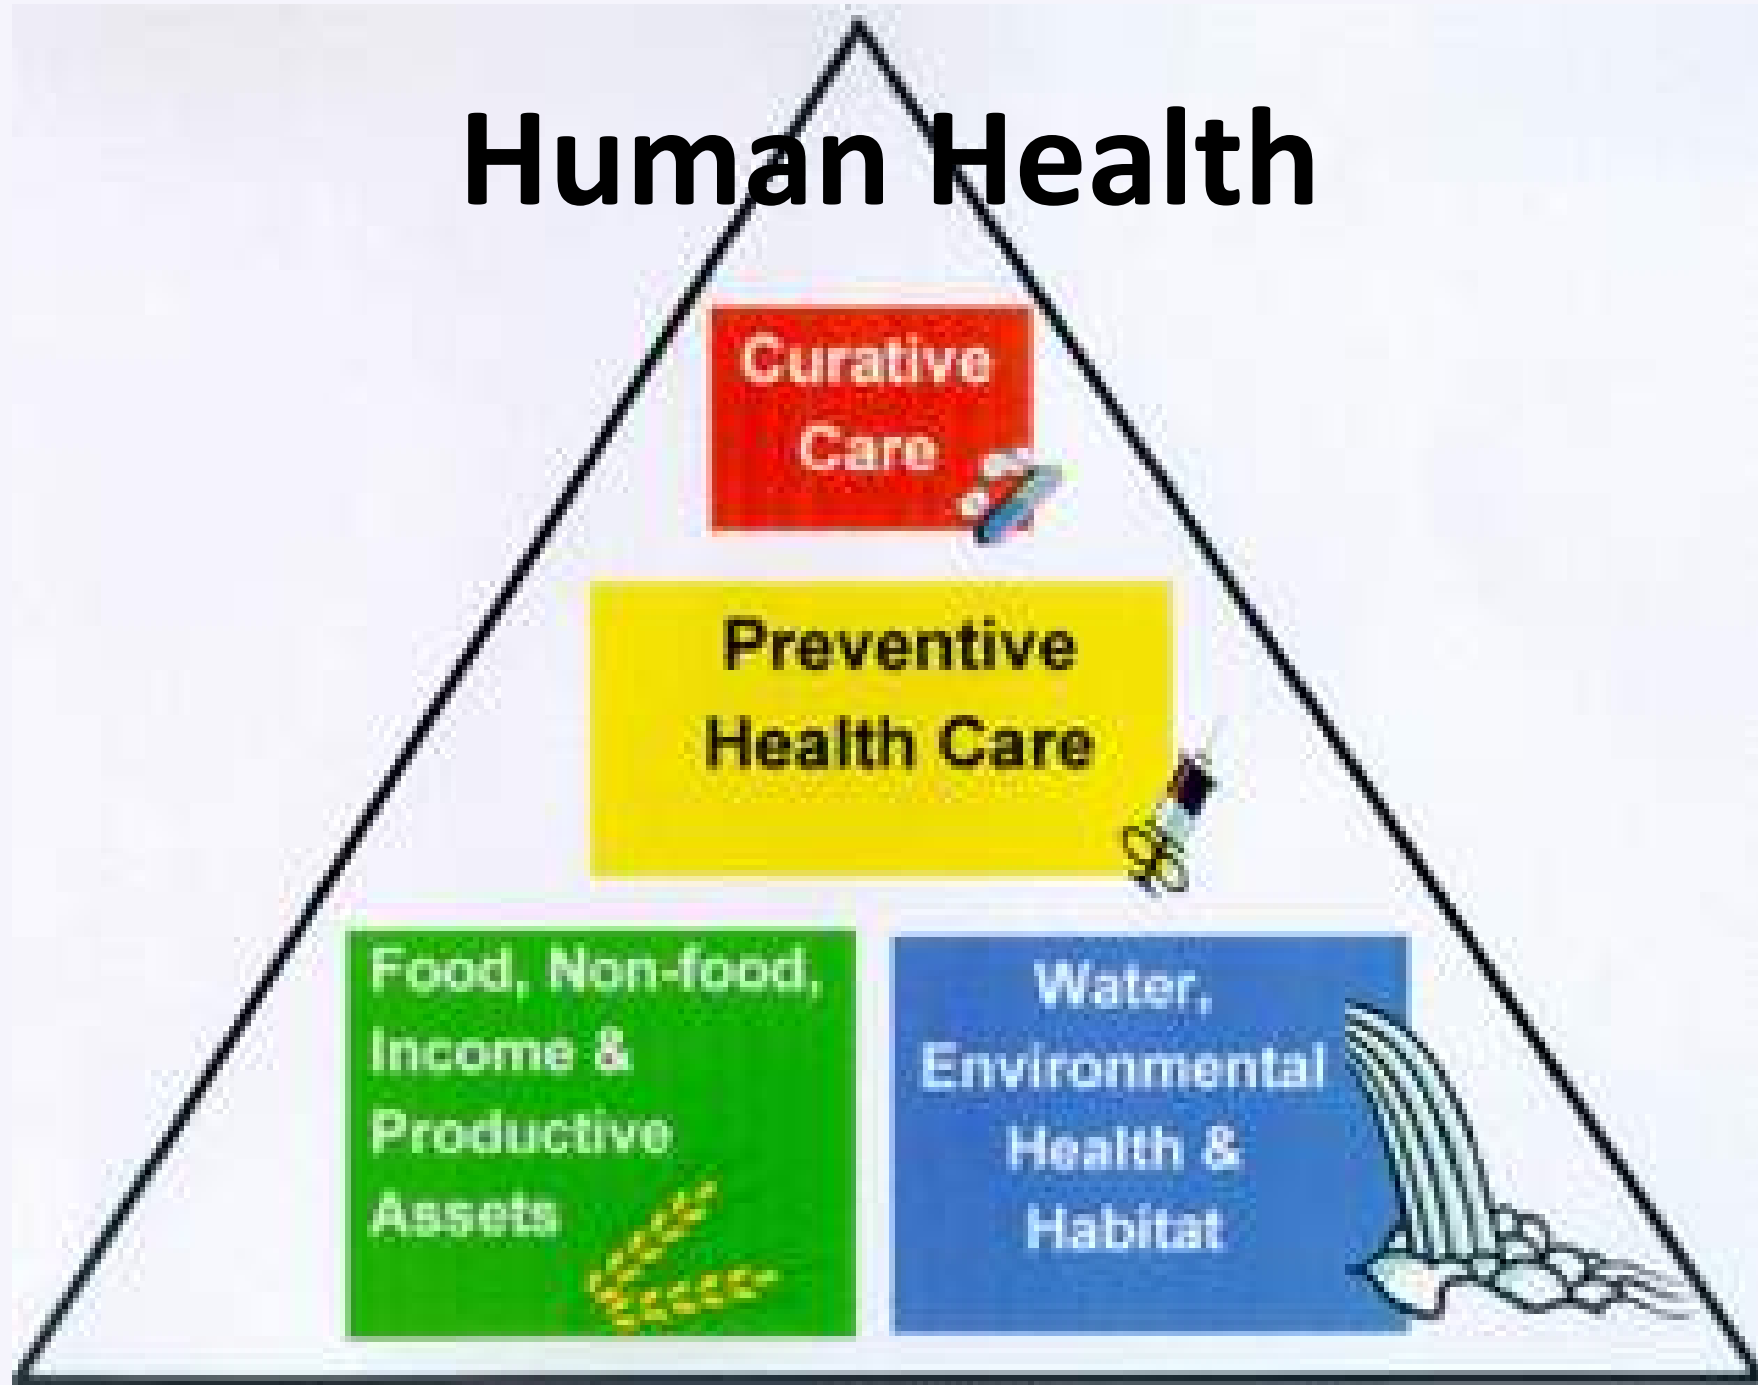 Human Health
Curative
Care
Preventive
Health Care
Food, Non-food,
Income &
Productive
Assets
Water,
Environmental
Health &
Habitat